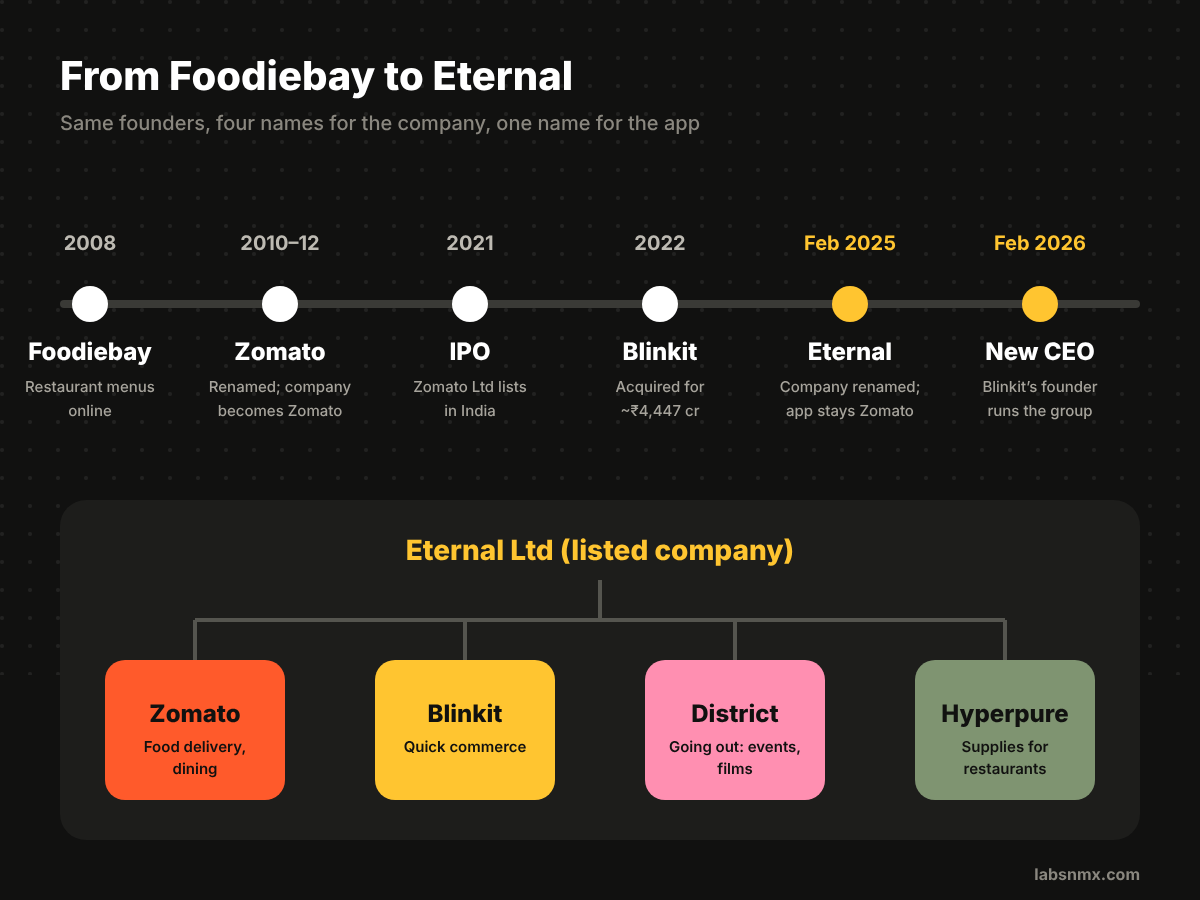 From Foodiebay to Eternal
Same founders, four names for the company, one name for the app
2008
2010–12
2021
2022
Feb 2025
Feb 2026
Foodiebay
Zomato
IPO
Blinkit
Eternal
New CEO
Restaurant menus
online
Renamed; company
becomes Zomato
Zomato Ltd lists
in India
Acquired for
~₹4,447 cr
Company renamed;
app stays Zomato
Blinkit’s founder
runs the group
Eternal Ltd (listed company)
Zomato
Food delivery,
dining
Blinkit
Quick commerce
District
Going out: events,
films
Hyperpure
Supplies for
restaurants
labsnmx.com